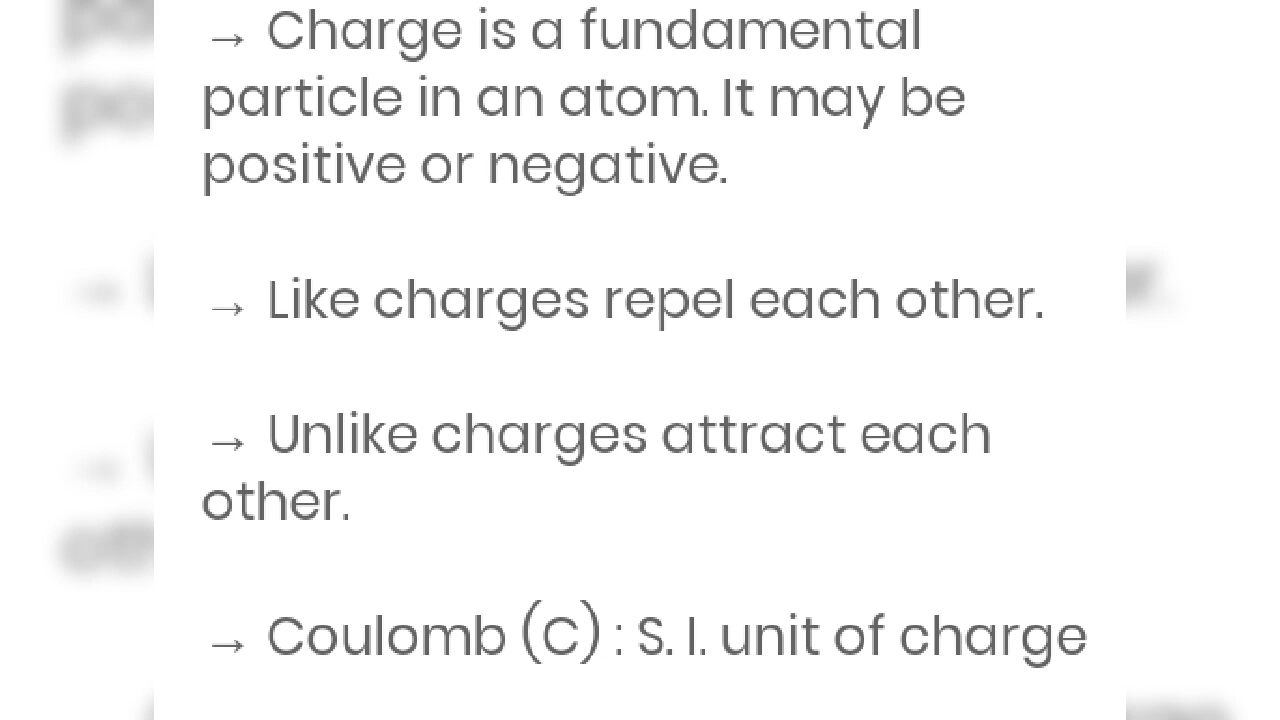 → Charge is a fundamental
particle in an atom. It may be
positive or negative.
→ Like charges repel each other.
→ Unlike charges attract each
other.
→ Coulomb (C) : S. I. unit of charge